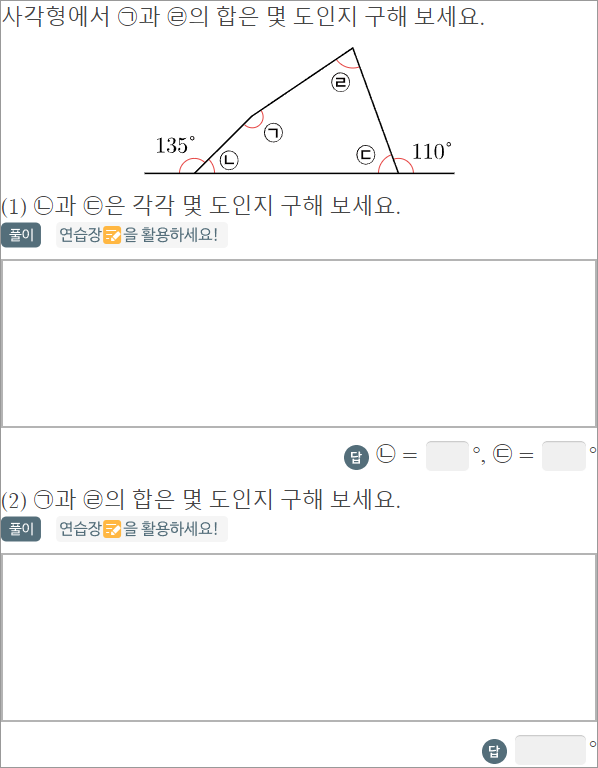 사각형에서 ㉠과 ㉣의 합은 몇 도인지 구해 보세요.
㉣
㉠
135°
㉡
㉢
110°
(1) ㉡과 ㉢은 각각 몇 도인지 구해 보세요.
풀이 연습장을 활용하세요!
답 ㉡ = °, ㉢ = °
(2) ㉠과 ㉣의 합은 몇 도인지 구해 보세요.
풀이 연습장을 활용하세요!
답 °